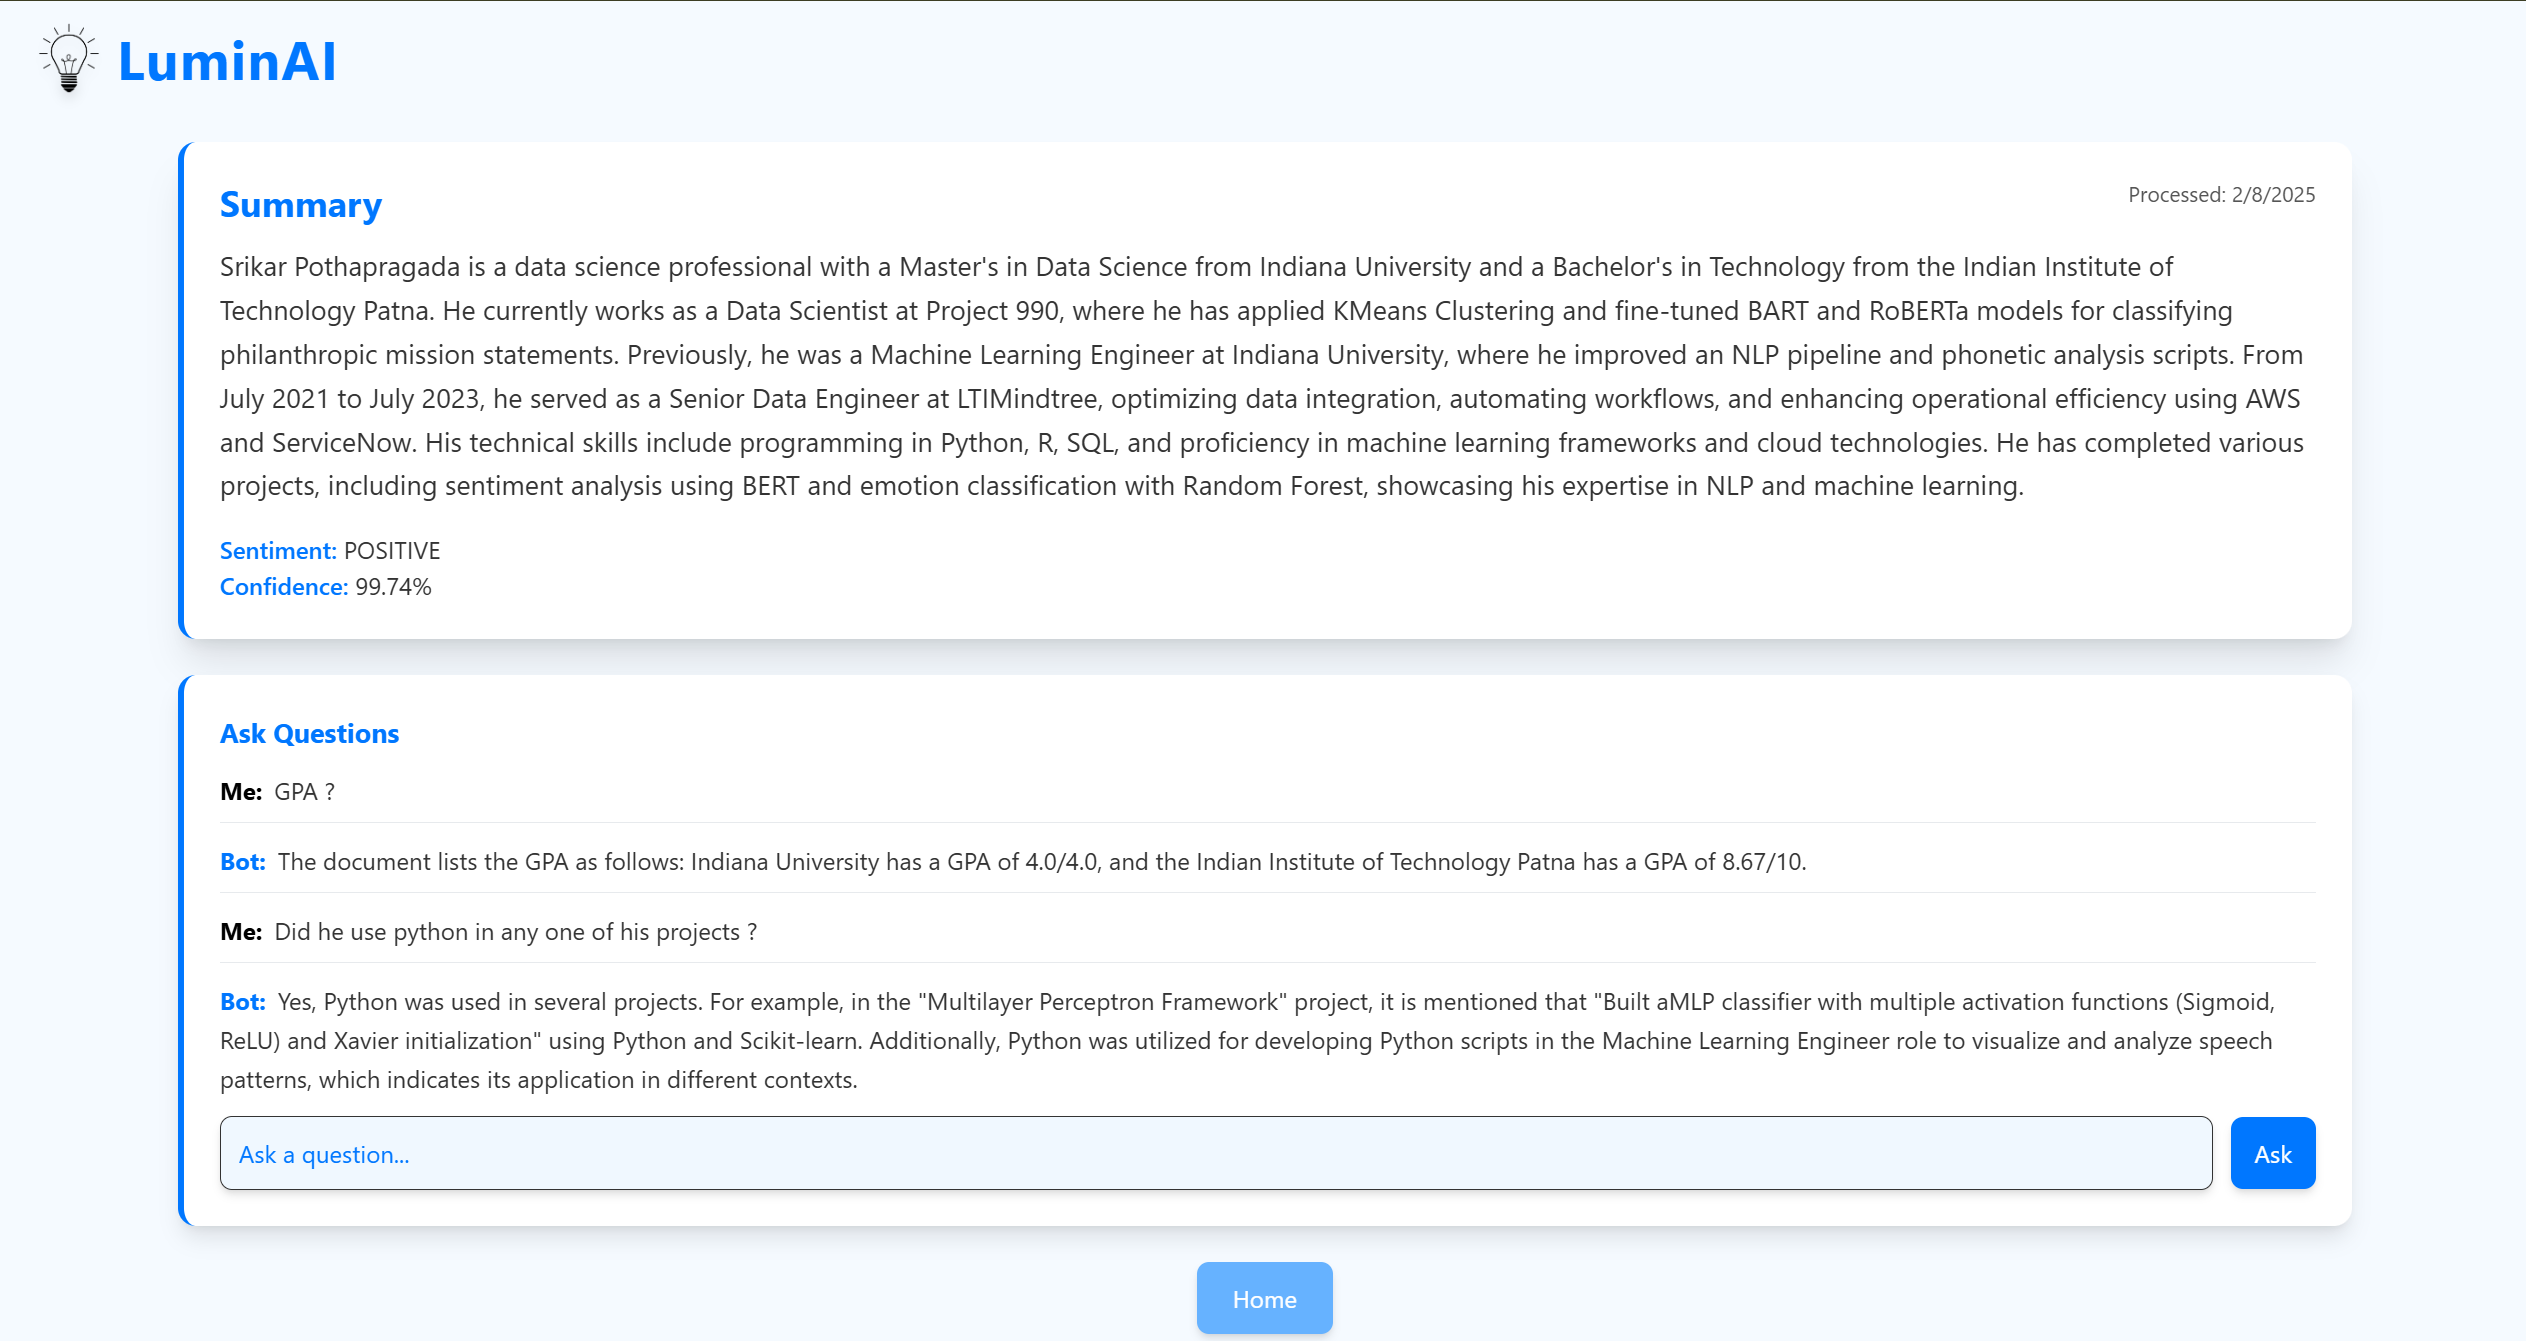 LuminAI
Summary
Processed: 2/8/2025
Srikar Pothapragada is a data science professional with a Master's in Data Science from Indiana University and a Bachelor's in Technology from the Indian Institute of
Technology Patna. He currently works as a Data Scientist at Project 990, where he has applied KMeans Clustering and fine-tuned BART and RoBERTa models for classifying
philanthropic mission statements. Previously, he was a Machine Learning Engineer at Indiana University, where he improved an NLP pipeline and phonetic analysis scripts. From
July 2021 to July 2023, he served as a Senior Data Engineer at LTIMindtree, optimizing data integration, automating workflows, and enhancing operational efficiency using AWS
and ServiceNow. His technical skills include programming in Python, R, SQL, and proficiency in machine learning frameworks and cloud technologies. He has completed various
projects, including sentiment analysis using BERT and emotion classification with Random Forest, showcasing his expertise in NLP and machine learning.
Sentiment: POSITIVE
Confidence: 99.74%
Ask Questions
Me: GPA ?
Bot: The document lists the GPA as follows: Indiana University has a GPA of 4.0/4.0, and the Indian Institute of Technology Patna has a GPA of 8.67/10.
Me: Did he use python in any one of his projects ?
Bot: Yes, Python was used in several projects. For example, in the "Multilayer Perceptron Framework" project, it is mentioned that "Built aMLP classifier with multiple activation functions (Sigmoid,
ReLU) and Xavier initialization" using Python and Scikit-learn. Additionally, Python was utilized for developing Python scripts in the Machine Learning Engineer role to visualize and analyze speech
patterns, which indicates its application in different contexts.
Ask a question...
Ask
Home